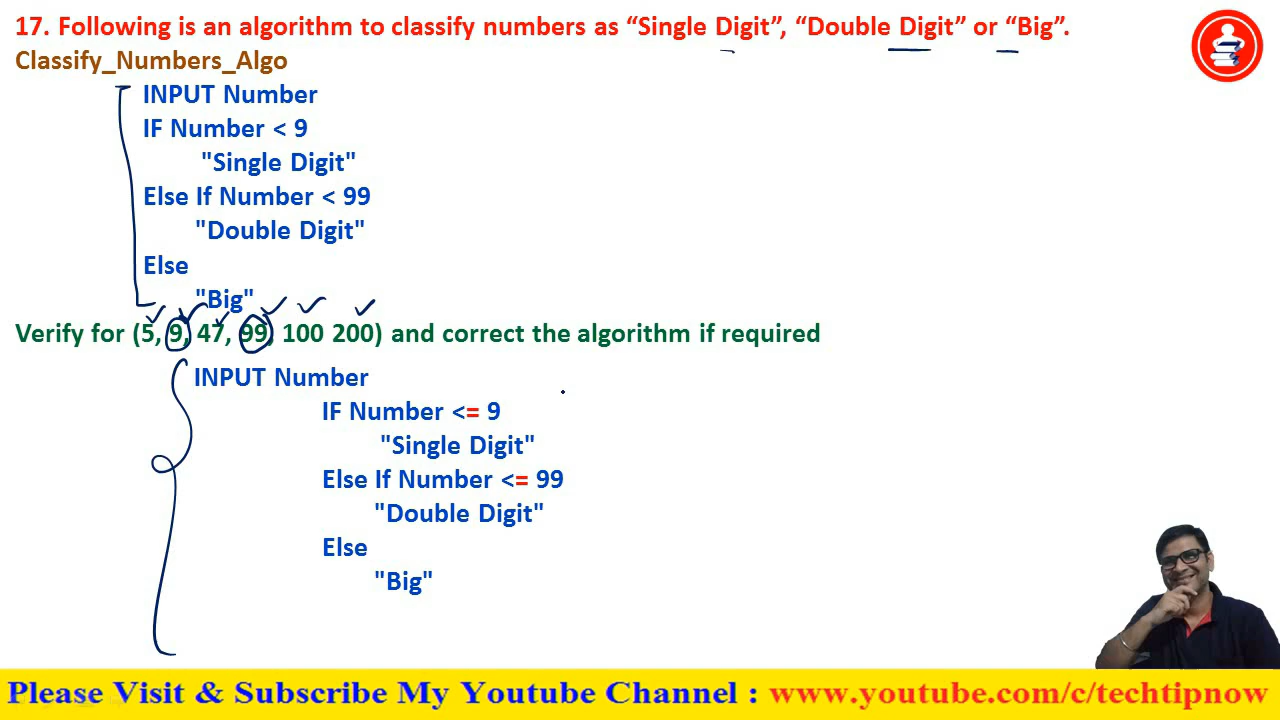 17. Following is an algorithm to classify numbers as “Single Digit”, “Double Digit” or “Big”.
Classify_Numbers_Algo
INPUT Number
IF Number < 9
"Single Digit"
Else If Number < 99
"Double Digit"
Else
"Big"
Verify for (5, 9, 47, 99, 100 200) and correct the algorithm if required
INPUT Number
IF Number <= 9
"Single Digit"
Else If Number <= 99
"Double Digit"
Else
"Big"
Please Visit & Subscribe My Youtube Channel : www.youtube.com/c/techtipnow